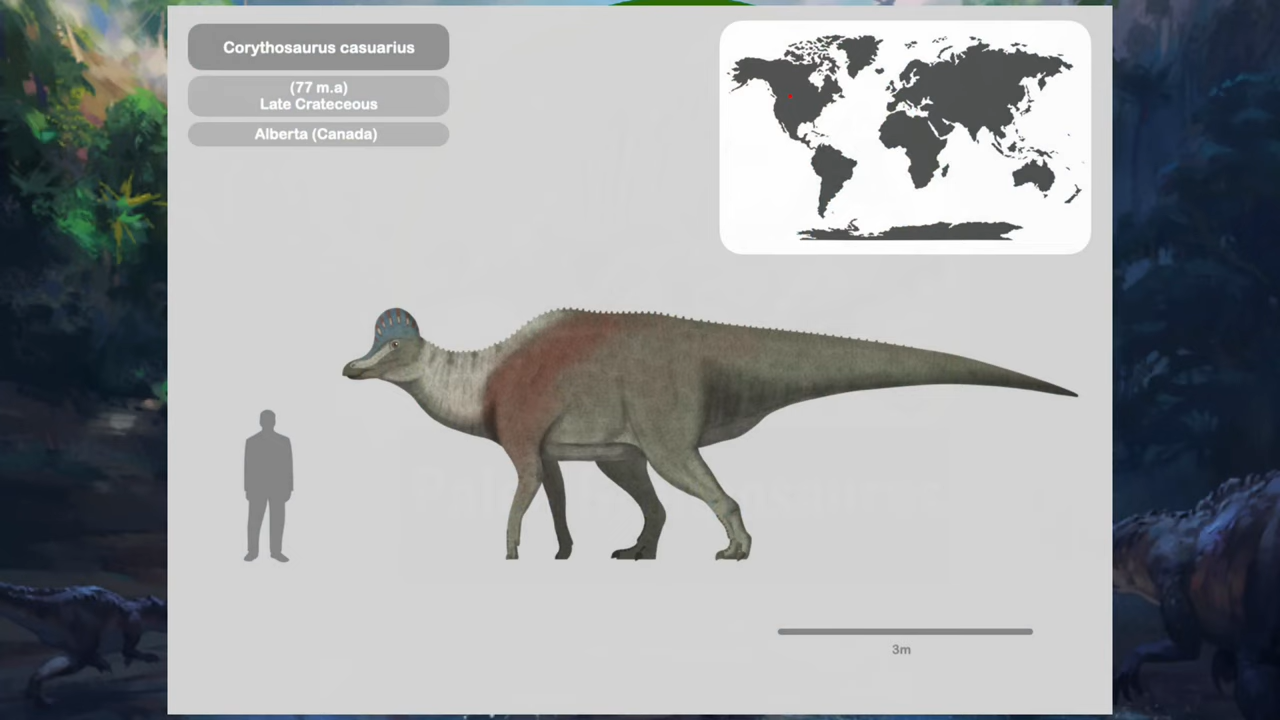 Corythosaurus casuarius
(77 m.a)
Late Crateceous
Alberta (Canada)
3m